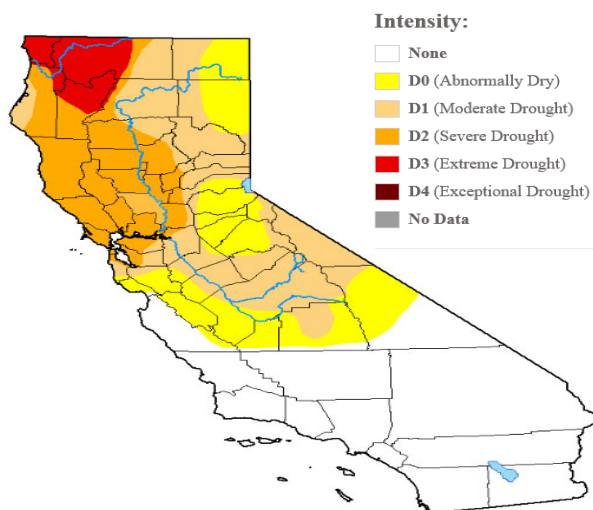 Intensity:
None
D0 (Abnormally Dry)
D1 (Moderate Drought)
D2 (Severe Drought)
D3 (Extreme Drought)
D4 (Exceptional Drought)
No Data